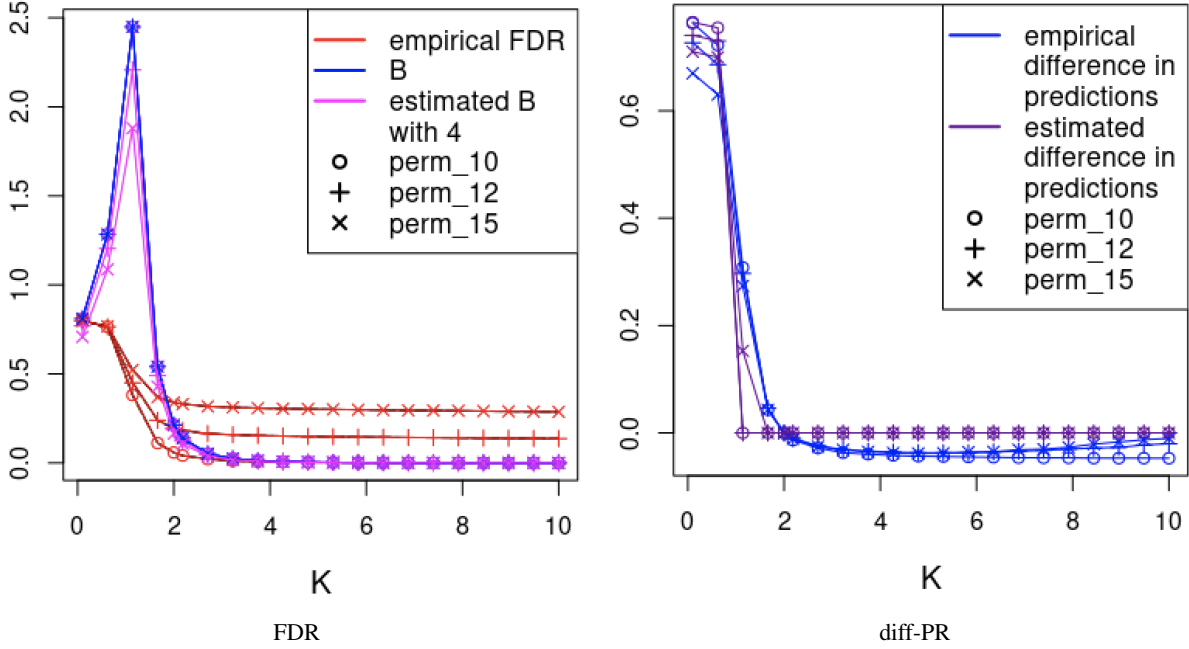 2.5
2.0
1.5
1.0
0.5
0.0
empirical FDR
B
estimated B
with 4
perm_10
perm_12
perm_15
0 2 4 6 8 10
K
FDR
0.6
0.4
0.2
0.0
empirical
difference in
predictions
estimated
difference in
predictions
perm_10
perm_12
perm_15
0 2 4 6 8 10
K
diff-PR